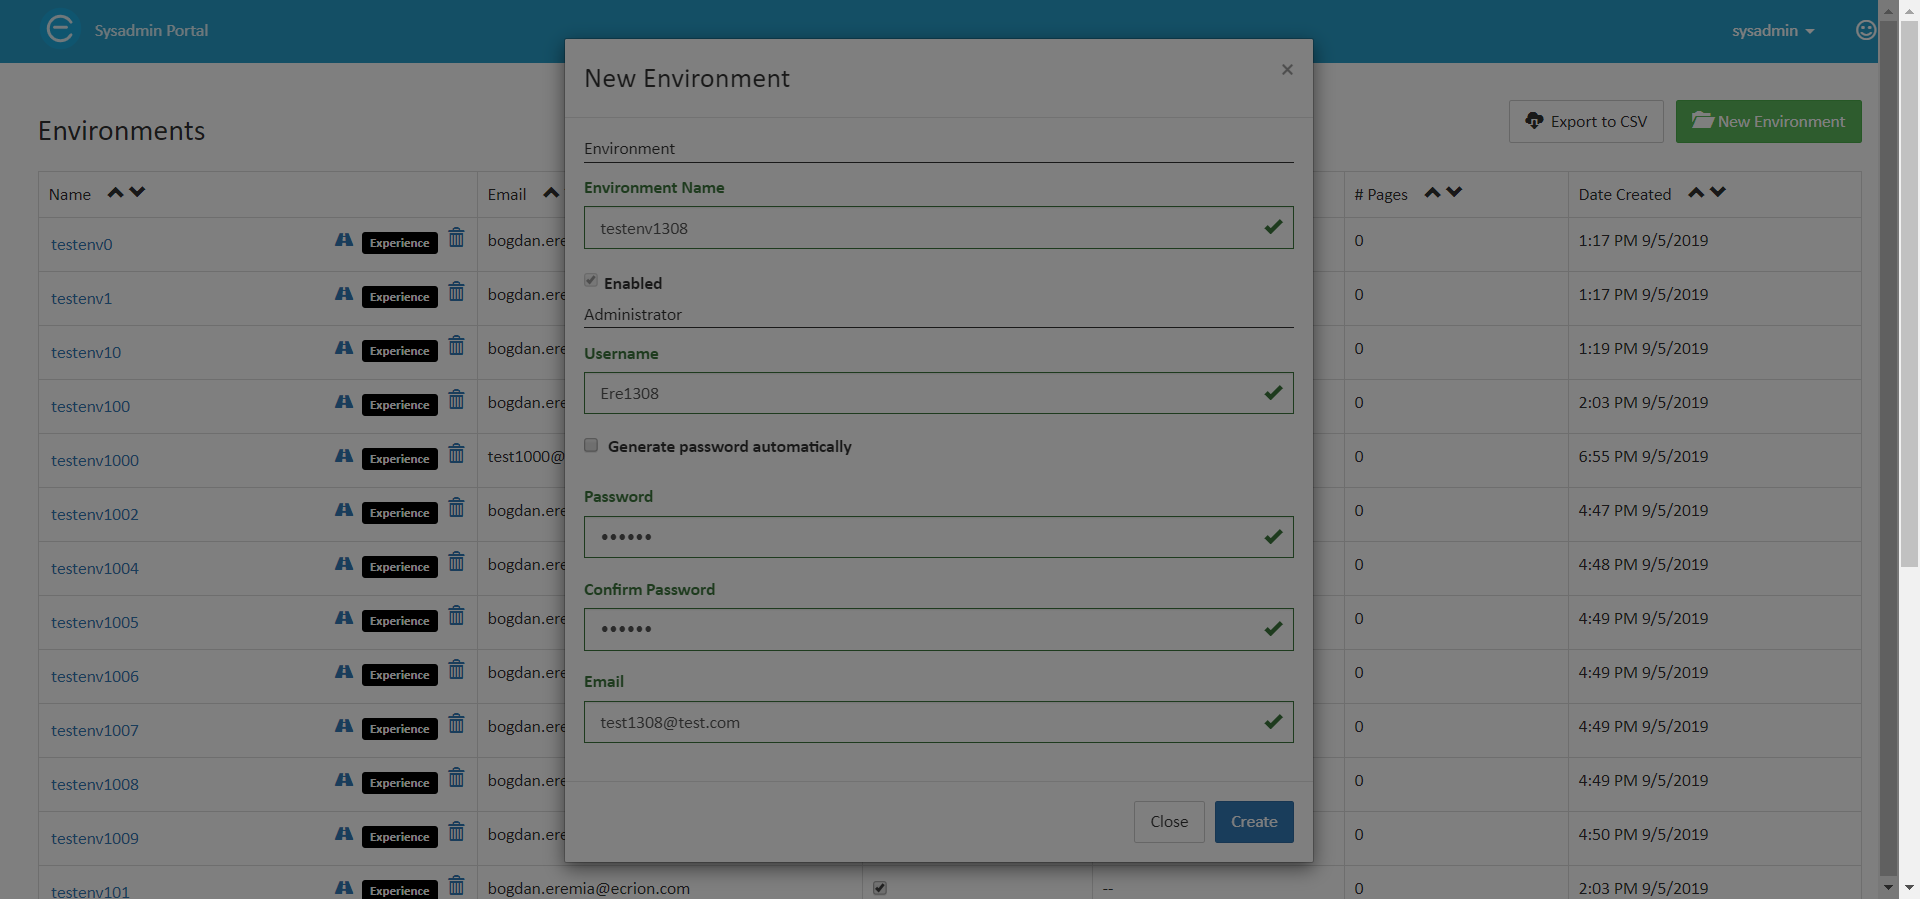 Sysadmin Portal
sysadmin
New Environment
×
Environments
Export to CSV
New Environment
Environment
Environment Name
testenv1308
Enabled
Administrator
Username
Ere1308
Generate password automatically
Password
••••••
Confirm Password
••••••
Email
test1308@test.com
Close
Create
Name Email # Pages Date Created
testenv0 Experience bogdan.ere 0 1:17 PM 9/5/2019
testenv1 Experience bogdan.ere 0 1:17 PM 9/5/2019
testenv10 Experience bogdan.ere 0 1:19 PM 9/5/2019
testenv100 Experience bogdan.ere 0 2:03 PM 9/5/2019
testenv1000 Experience test1000@ 0 6:55 PM 9/5/2019
testenv1002 Experience bogdan.ere 0 4:47 PM 9/5/2019
testenv1004 Experience bogdan.ere 0 4:48 PM 9/5/2019
testenv1005 Experience bogdan.ere 0 4:49 PM 9/5/2019
testenv1006 Experience bogdan.ere 0 4:49 PM 9/5/2019
testenv1007 Experience bogdan.ere 0 4:49 PM 9/5/2019
testenv1008 Experience bogdan.ere 0 4:49 PM 9/5/2019
testenv1009 Experience bogdan.ere 0 4:50 PM 9/5/2019
testenv101 Experience bogdan.eremia@ecrion.com -- 0 2:03 PM 9/5/2019